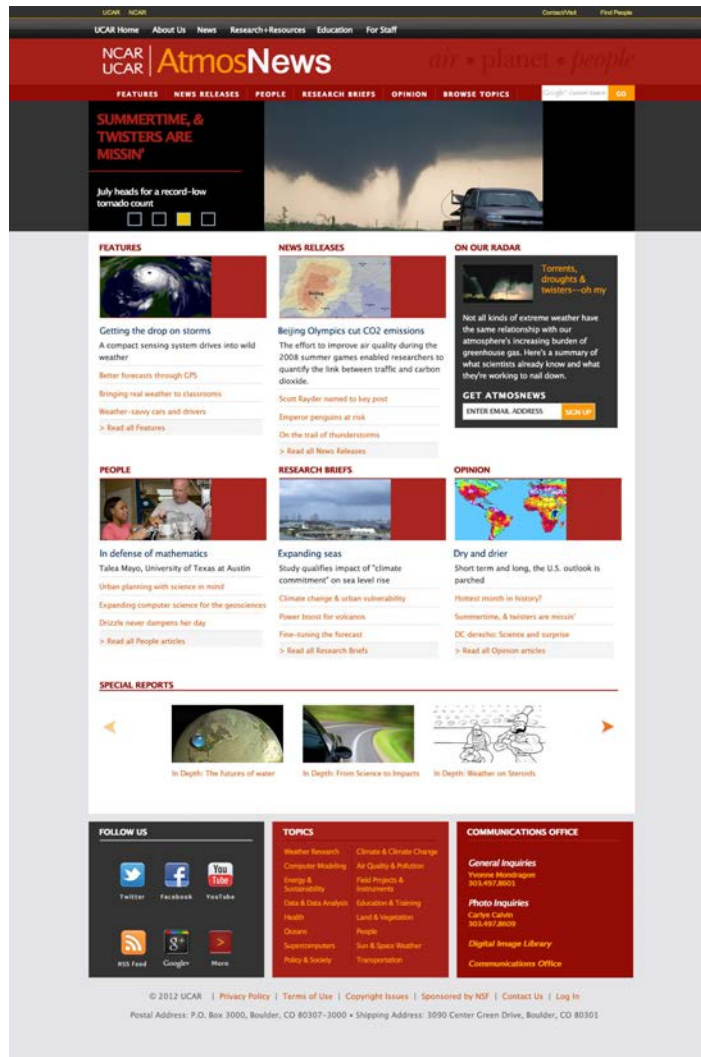 UCAR NCAR Contact/Visit Find People
UCAR Home About Us News Research+Resources Education For Staff
NCAR
UCAR
AtmosNews
air • planet • people
FEATURES NEWS RELEASES PEOPLE RESEARCH BRIEFS OPINION BROWSE TOPICS
Google™ Custom Search GO
SUMMERTIME, &
TWISTERS ARE
MISSIN'
July heads for a record-low
tornado count
FEATURES
Getting the drop on storms
A compact sensing system drives into wild
weather
Better forecasts through GPS
Bringing real weather to classrooms
Weather-savvy cars and drivers
> Read all Features
NEWS RELEASES
Beijing
Beijing Olympics cut CO2 emissions
The effort to improve air quality during the
2008 summer games enabled researchers to
quantify the link between traffic and carbon
dioxide.
Scott Rayder named to key post
Emperor penguins at risk
On the trail of thunderstorms
> Read all News Releases
ON OUR RADAR
Torrents,
droughts &
twisters--oh my
Not all kinds of extreme weather have
the same relationship with our
atmosphere's increasing burden of
greenhouse gas. Here's a summary of
what scientists already know and what
they're working to nail down.
GET ATMOSNEWS
ENTER EMAIL ADDRESS SIGN UP
PEOPLE
In defense of mathematics
Talea Mayo, University of Texas at Austin
Urban planning with science in mind
Expanding computer science for the geosciences
Drizzle never dampens her day
> Read all People articles
RESEARCH BRIEFS
Expanding seas
Study qualifies impact of "climate
commitment" on sea level rise
Climate change & urban vulnerability
Power boost for volcanos
Fine-tuning the forecast
> Read all Research Briefs
OPINION
Dry and drier
Short term and long, the U.S. outlook is
parched
Hottest month in history?
Summertime, & twisters are missin'
DC derecho: Science and surprise
> Read all Opinion articles
SPECIAL REPORTS
In Depth: The futures of water
In Depth: From Science to Impacts
In Depth: Weather on Steroids
FOLLOW US
You
Tube
Twitter Facebook YouTube
g+
RSS Feed Google+ More
TOPICS
Weather Research
Computer Modeling
Energy &
Sustainability
Data & Data Analysis
Health
Oceans
Supercomputers
Policy & Society
Climate & Climate Change
Air Quality & Pollution
Field Projects &
Instruments
Education & Training
Land & Vegetation
People
Sun & Space Weather
Transportation
COMMUNICATIONS OFFICE
General Inquiries
Yvonne Mondragon
303.497.8601
Photo Inquiries
Carlye Calvin
303.497.8609
Digital Image Library
Communications Office
© 2012 UCAR | Privacy Policy | Terms of Use | Copyright Issues | Sponsored by NSF | Contact Us | Log In
Postal Address: P.O. Box 3000, Boulder, CO 80307-3000 • Shipping Address: 3090 Center Green Drive, Boulder, CO 80301